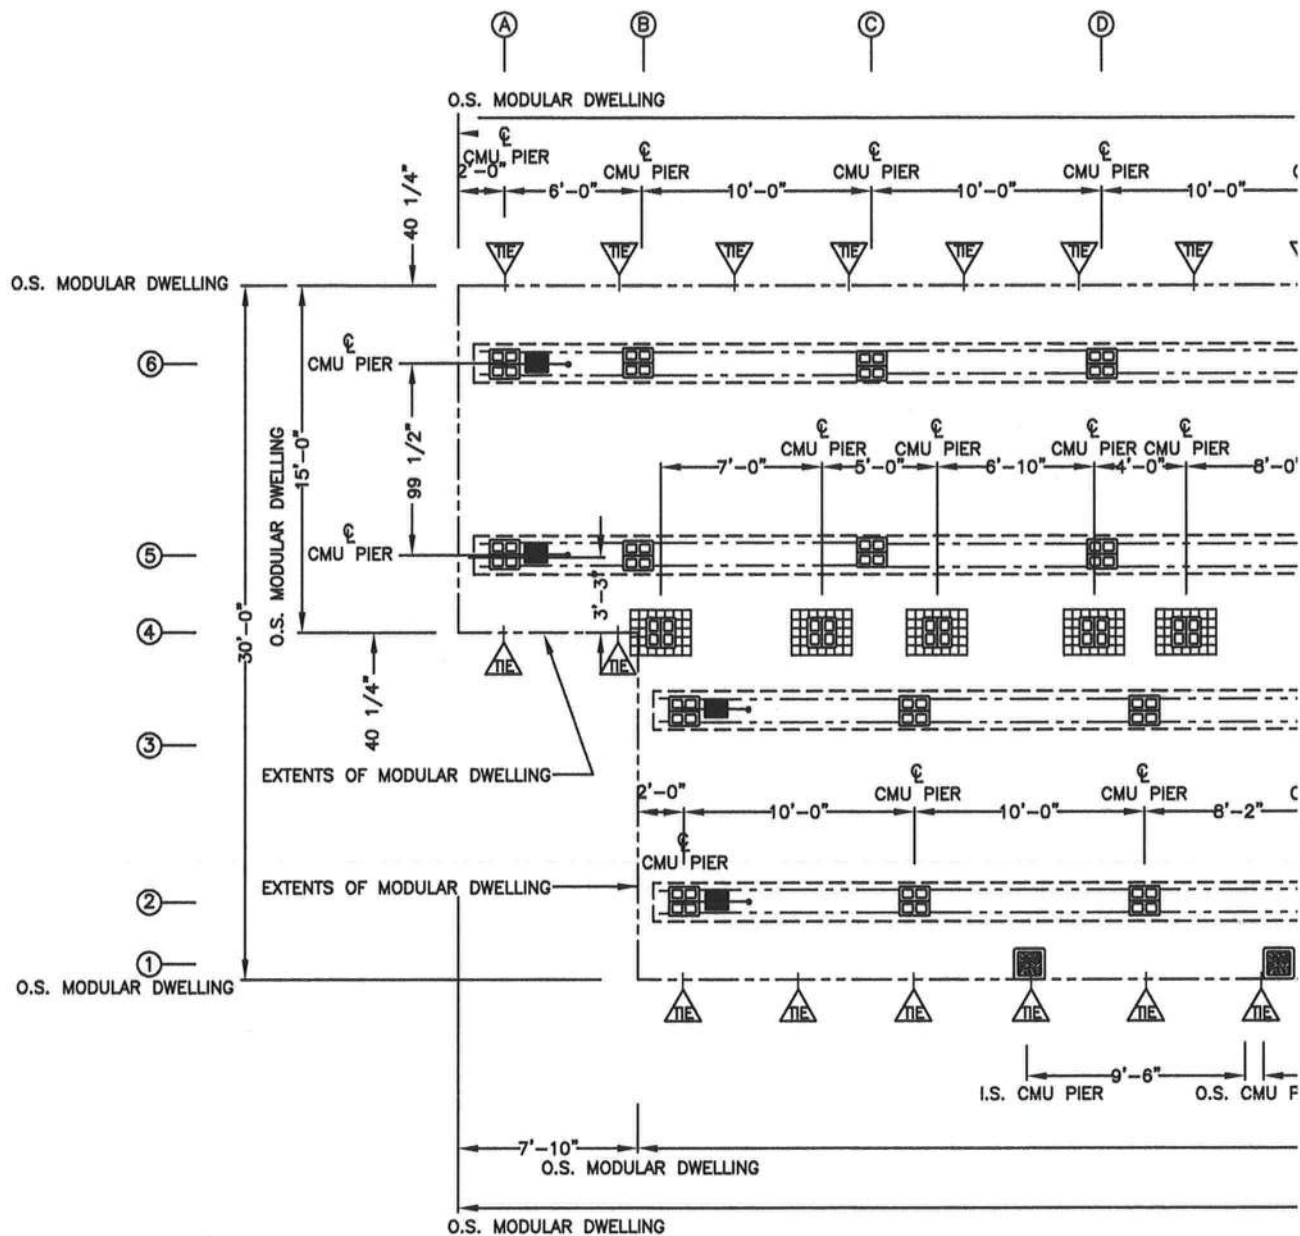 A B C D
O.S. MODULAR DWELLING
℄ ℄ ℄ ℄
CMU PIER CMU PIER CMU PIER CMU PIER
2'-0" 6'-0" 10'-0" 10'-0" 10'-0"
40 1/4"
TIE TIE TIE TIE TIE TIE TIE
O.S. MODULAR DWELLING
6
℄
CMU PIER
99 1/2"
15'-0"
O.S. MODULAR DWELLING
30'-0"
℄ ℄ ℄ ℄
CMU PIER CMU PIER CMU PIER CMU PIER
7'-0" 5'-0" 6'-10" 4'-0" 8'-0
5
℄
CMU PIER
3'-3"
4
TIE TIE
40 1/4"
3
EXTENTS OF MODULAR DWELLING
℄ ℄
CMU PIER CMU PIER
2'-0" 10'-0" 10'-0" 8'-2"
℄
CMU PIER
EXTENTS OF MODULAR DWELLING
2
1
O.S. MODULAR DWELLING
TIE TIE TIE TIE TIE TIE
9'-6"
I.S. CMU PIER O.S. CMU P
7'-10"
O.S. MODULAR DWELLING
O.S. MODULAR DWELLING